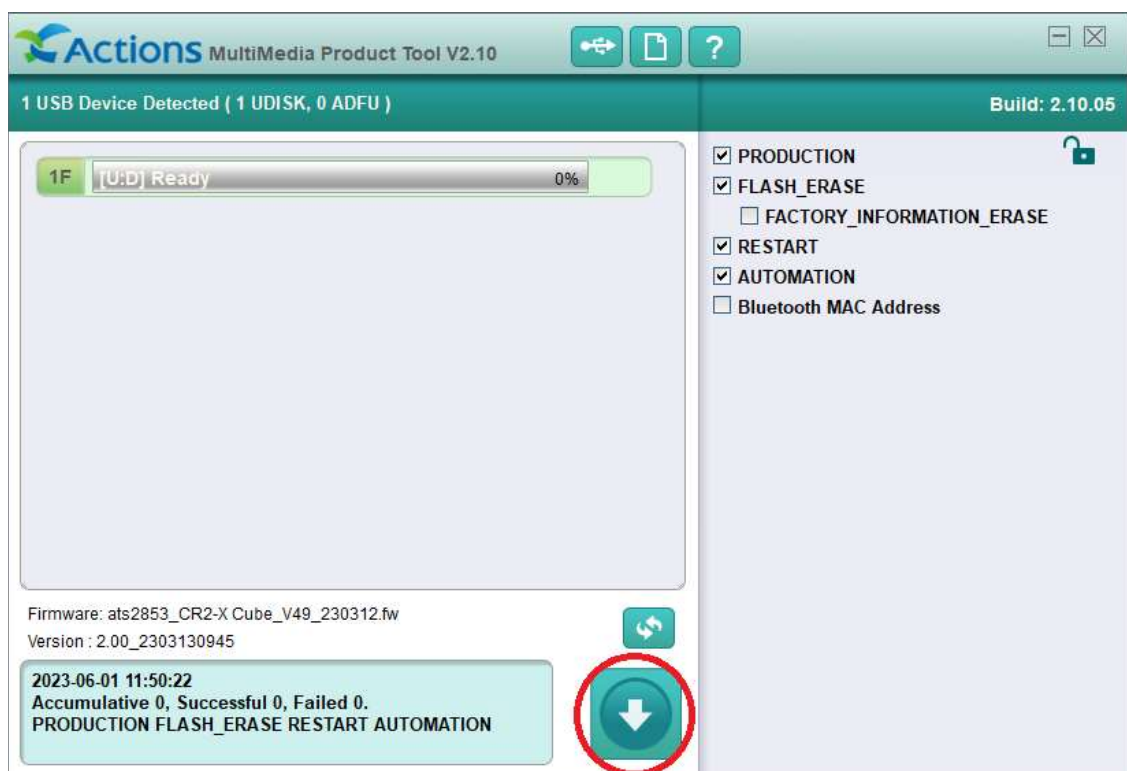 Actions MultiMedia Product Tool V2.10
?
1 USB Device Detected ( 1 UDISK, 0 ADFU )
Build: 2.10.05
1F [U:D] Ready 0%
PRODUCTION
FLASH_ERASE
FACTORY_INFORMATION_ERASE
RESTART
AUTOMATION
Bluetooth MAC Address
Firmware: ats2853_CR2-X Cube_V49_230312.fw
Version : 2.00_2303130945
2023-06-01 11:50:22
Accumulative 0, Successful 0, Failed 0.
PRODUCTION FLASH_ERASE RESTART AUTOMATION